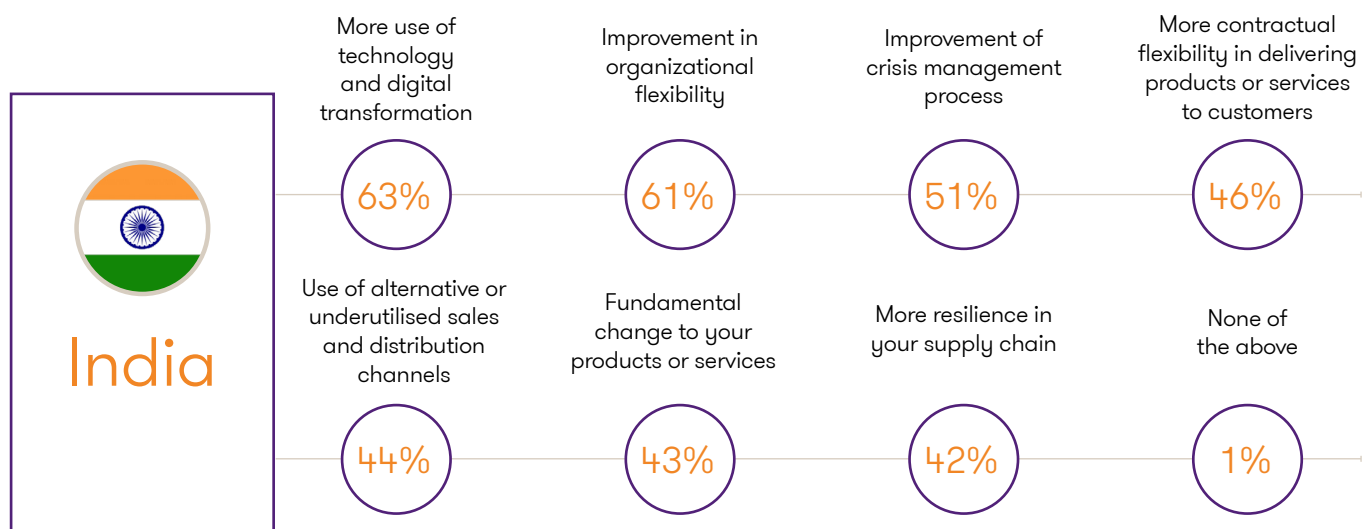 India
More use of
technology
and digital
transformation
63%
Improvement in
organizational
flexibility
61%
Improvement of
crisis management
process
51%
More contractual
flexibility in delivering
products or services
to customers
46%
Use of alternative or
underutilised sales
and distribution
channels
44%
Fundamental
change to your
products or services
43%
More resilience in
your supply chain
42%
None of
the above
1%